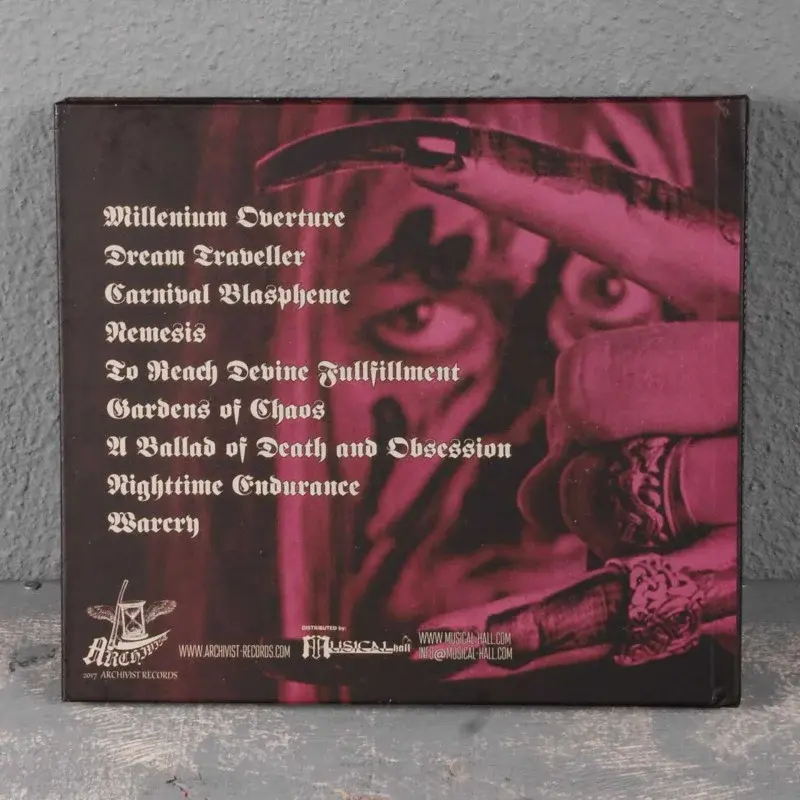 Millenium Overture
Dream Traveller
Carnival Blaspheme
Nemesis
To Reach Devine Fullfillment
Gardens of Chaos
A Ballad of Death and Obsession
Nighttime Endurance
Warcry
ARCHIVIST
2017 ARCHIVIST RECORDS
WWW.ARCHIVIST-RECORDS.COM
DISTRIBUTED by:
MUSICAL hall
WWW.MUSICAL-HALL.COM
INFO@MUSICAL-HALL.COM